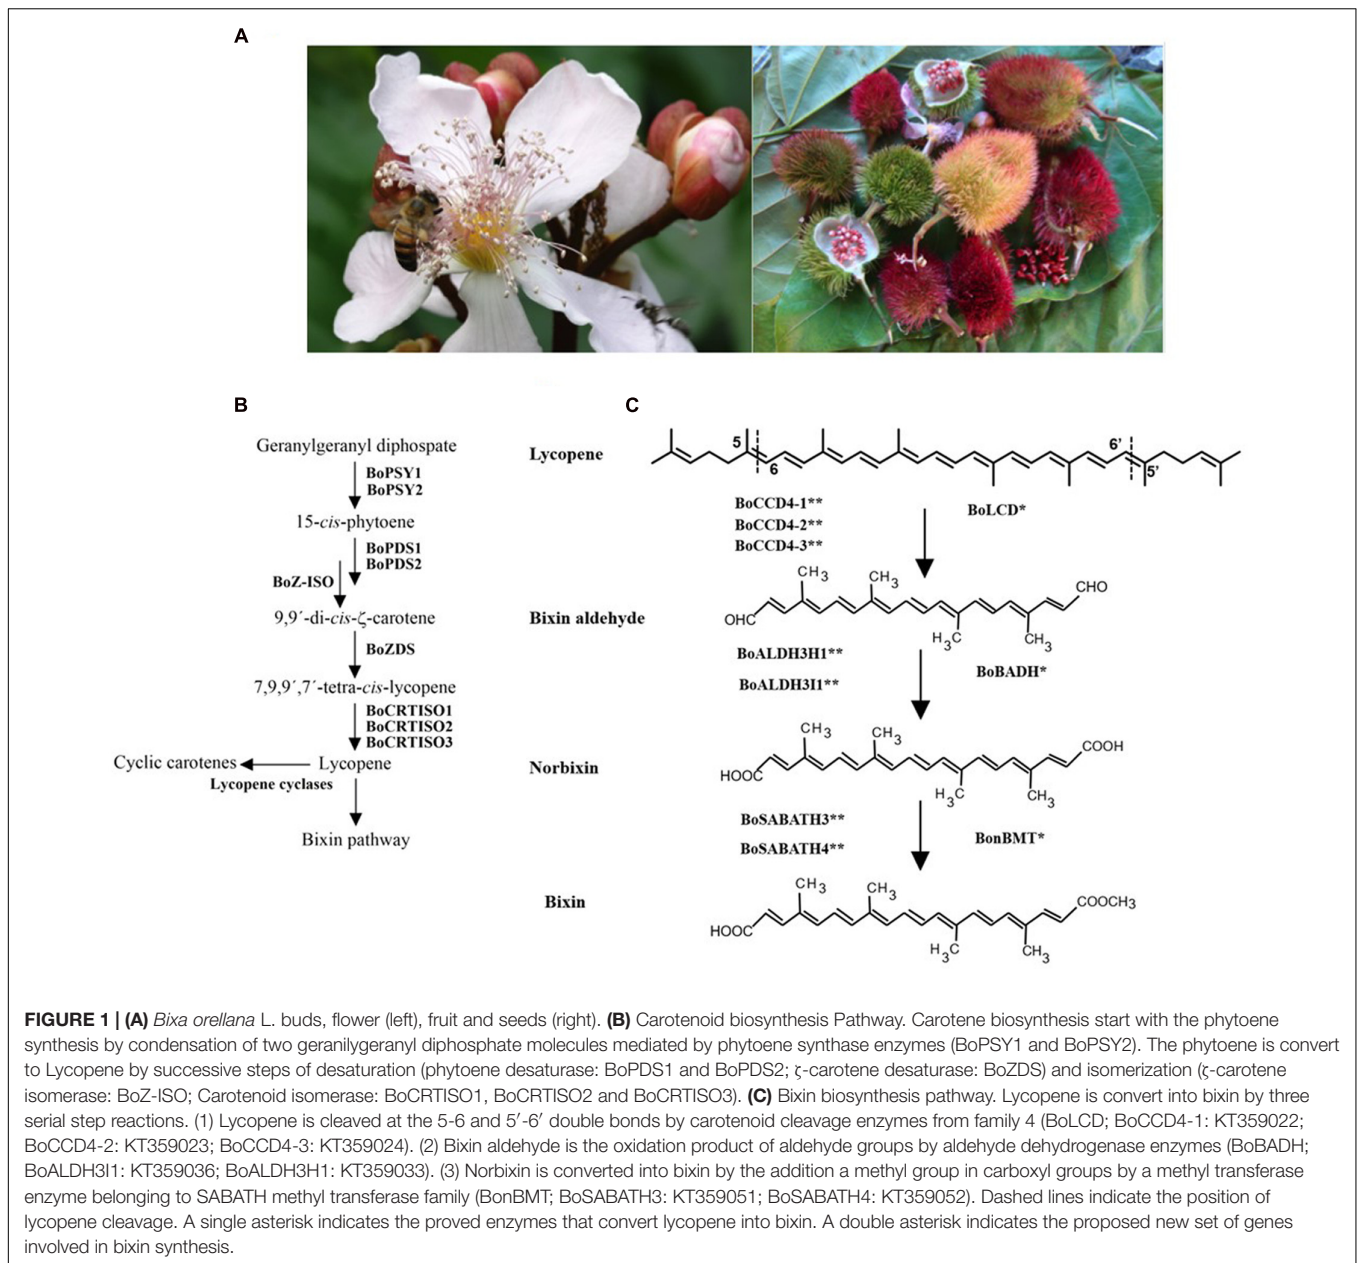 A
B
Geranylgeranyl diphospate
BoPSY1
BoPSY2
15-cis-phytoene
BoPDS1
BoPDS2
BoZ-ISO
9,9´-di-cis-ζ-carotene
BoZDS
7,9,9´,7´-tetra-cis-lycopene
BoCRTISO1
BoCRTISO2
BoCRTISO3
Cyclic carotenes
Lycopene
Lycopene cyclases
Bixin pathway
C
Lycopene
5
6
6'
5'
BoCCD4-1**
BoCCD4-2**
BoCCD4-3**
BoLCD*
Bixin aldehyde
CH3
CH3
CHO
OHC
H3C
CH3
BoALDH3H1**
BoALDH3I1**
BoBADH*
Norbixin
CH3
CH3
COOH
HOOC
H3C
CH3
BoSABATH3**
BoSABATH4**
BonBMT*
Bixin
CH3
CH3
COOCH3
HOOC
H3C
CH3
FIGURE 1 | (A) Bixa orellana L. buds, flower (left), fruit and seeds (right). (B) Carotenoid biosynthesis Pathway. Carotene biosynthesis start with the phytoene
synthesis by condensation of two geranilygeranyl diphosphate molecules mediated by phytoene synthase enzymes (BoPSY1 and BoPSY2). The phytoene is convert
to Lycopene by successive steps of desaturation (phytoene desaturase: BoPDS1 and BoPDS2; ζ-carotene desaturase: BoZDS) and isomerization (ζ-carotene
isomerase: BoZ-ISO; Carotenoid isomerase: BoCRTISO1, BoCRTISO2 and BoCRTISO3). (C) Bixin biosynthesis pathway. Lycopene is convert into bixin by three
serial step reactions. (1) Lycopene is cleaved at the 5-6 and 5′-6′ double bonds by carotenoid cleavage enzymes from family 4 (BoLCD; BoCCD4-1: KT359022;
BoCCD4-2: KT359023; BoCCD4-3: KT359024). (2) Bixin aldehyde is the oxidation product of aldehyde groups by aldehyde dehydrogenase enzymes (BoBADH;
BoALDH3I1: KT359036; BoALDH3H1: KT359033). (3) Norbixin is converted into bixin by the addition a methyl group in carboxyl groups by a methyl transferase
enzyme belonging to SABATH methyl transferase family (BonBMT; BoSABATH3: KT359051; BoSABATH4: KT359052). Dashed lines indicate the position of
lycopene cleavage. A single asterisk indicates the proved enzymes that convert lycopene into bixin. A double asterisk indicates the proposed new set of genes
involved in bixin synthesis.